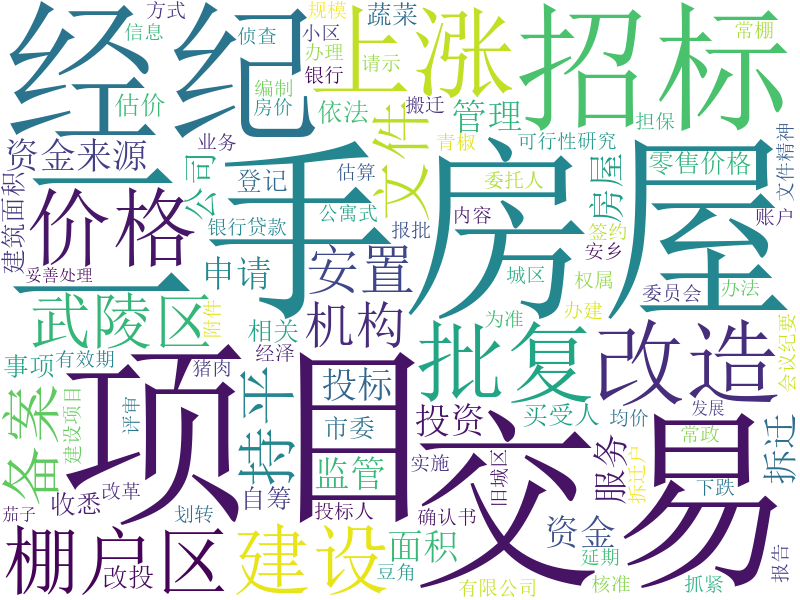 方式
信息
侦查
规模
小区
办理
银行
蔬菜
请示
常棚
经纪
上涨
招标
估价
编制
房价
依法
搬迁
管理
担保
资金来源
业务
文件
青椒
可行性研究
文件精神
建筑面积
公司
登记
估算
二手房屋
委托人
房屋
零售价格
价格
银行贷款
公寓式
报批
内容
签约
账户
妥善处理
申请
安置
城区
权属
安乡
委员会
办法
武陵区
附件
相关
机构
为准
办建
会议纪要
事项
有效期
猪肉
经泽
批复
改造
备案
建设项目
评审
项目
持平
投标
市委
投资
买受人
均价
发展
交易
监管
服务
常政
拆迁
拆迁户
收悉
改革
自筹
实施
旧城区
下跌
茄子
划转
投标人
确认书
资金
棚户区
改投
建设
面积
豆角
延期
有限公司
核准
抓紧
报告